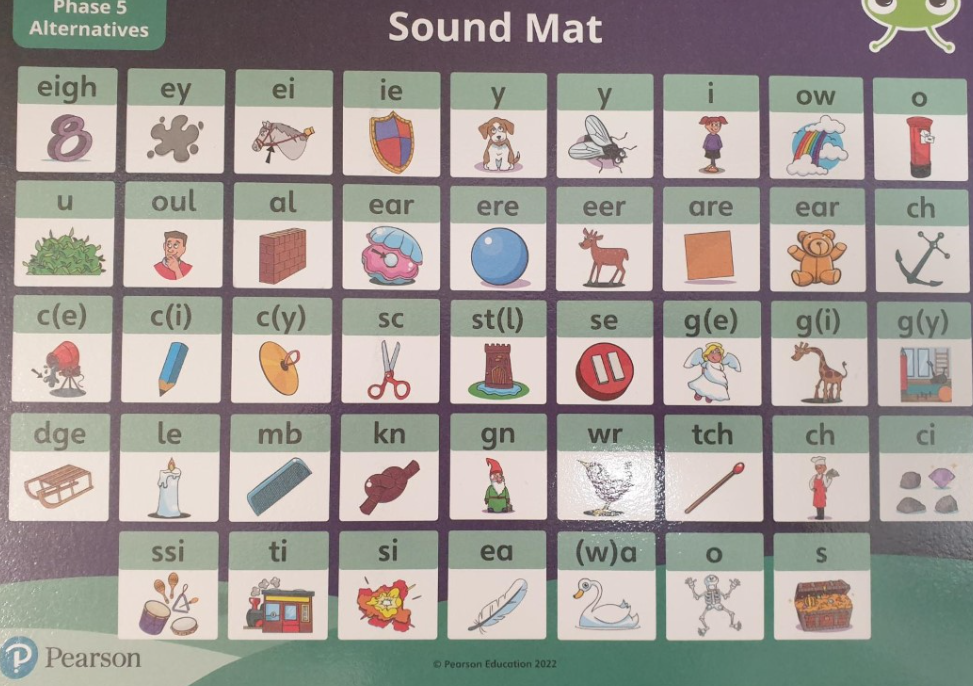 Phase 5
Alternatives
Sound Mat
eigh ey ei ie y y i ow o
u oul al ear ere eer are ear ch
c(e) c(i) c(y) sc st(l) se g(e) g(i) g(y)
dge le mb kn gn wr tch ch ci
ssi ti si ea (w)a o s
P Pearson
© Pearson Education 2022